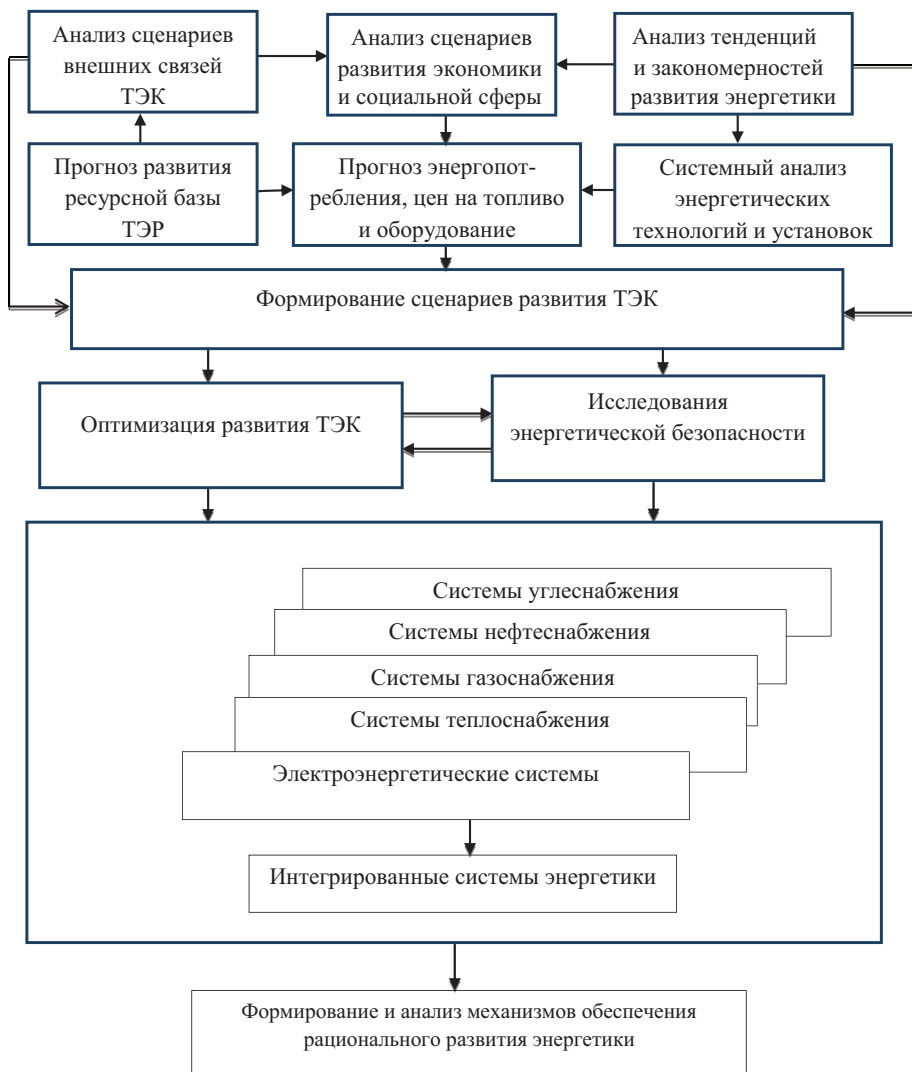 Анализ сценариев
внешних связей
ТЭК
Анализ сценариев
развития экономики
и социальной сферы
Анализ тенденций
и закономерностей
развития энергетики
Прогноз развития
ресурсной базы
ТЭР
Прогноз энергопот-
ребления, цен на топливо
и оборудование
Системный анализ
энергетических
технологий и установок
Формирование сценариев развития ТЭК
Оптимизация развития ТЭК
Исследования
энергетической безопасности
Системы углеснабжения
Системы нефтеснабжения
Системы газоснабжения
Системы теплоснабжения
Электроэнергетические системы
Интегрированные системы энергетики
Формирование и анализ механизмов обеспечения
рационального развития энергетики